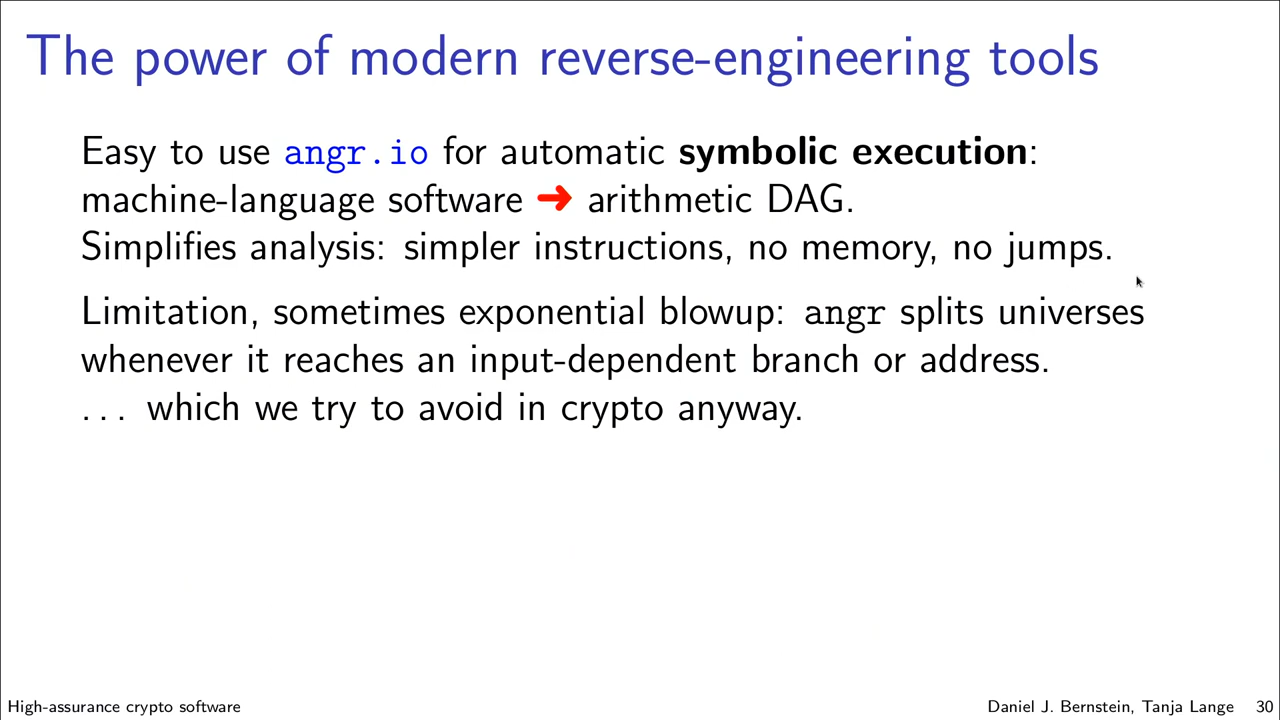 The power of modern reverse-engineering tools
Easy to use angr.io for automatic symbolic execution:
machine-language software ➜ arithmetic DAG.
Simplifies analysis: simpler instructions, no memory, no jumps.
Limitation, sometimes exponential blowup: angr splits universes
whenever it reaches an input-dependent branch or address.
... which we try to avoid in crypto anyway.
High-assurance crypto software
Daniel J. Bernstein, Tanja Lange 30